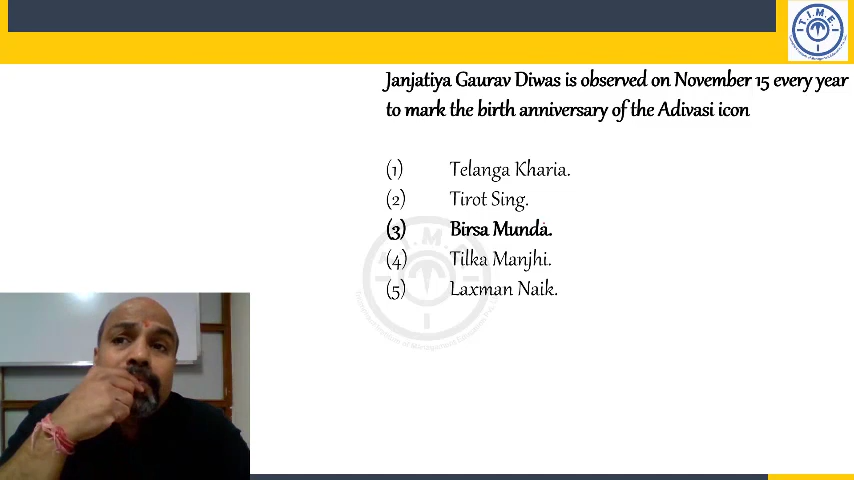 T.I.M.E.
Janjatiya Gaurav Diwas is observed on November 15 every year
to mark the birth anniversary of the Adivasi icon
(1) Telanga Kharia.
(2) Tirot Sing.
(3) Birsa Munda.
(4) Tilka Manjhi.
(5) Laxman Naik.